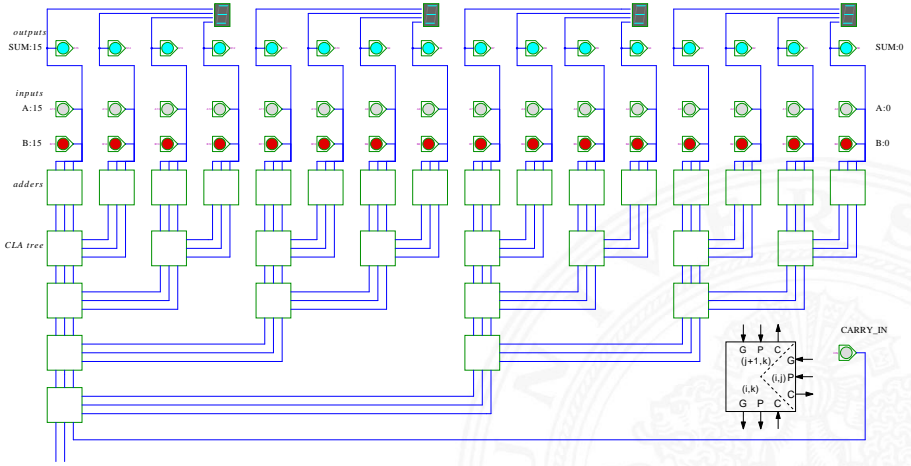 outputs
SUM:15 SUM:0
inputs
A:15 A:0
B:15 B:0
adders
CLA tree
CARRY_IN
G P C
(j+1,k) G
(i,j) P
(i,k) C
G P C